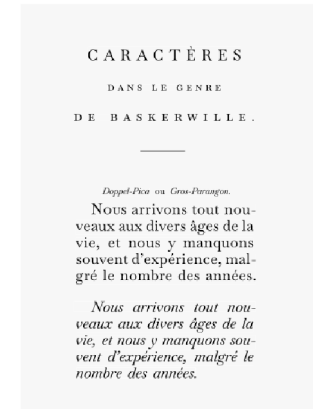 CARACTÈRES
DANS LE GENRE
DE BASKERWILLE.
Doppel-Pica ou Gros-Parangon.
Nous arrivons tout nou-
veaux aux divers âges de la
vie, et nous y manquons
souvent d'expérience, mal-
gré le nombre des années.
Nous arrivons tout nou-
veaux aux divers âges de la
vie, et nous y manquons sou-
vent d'expérience, malgré le
nombre des années.